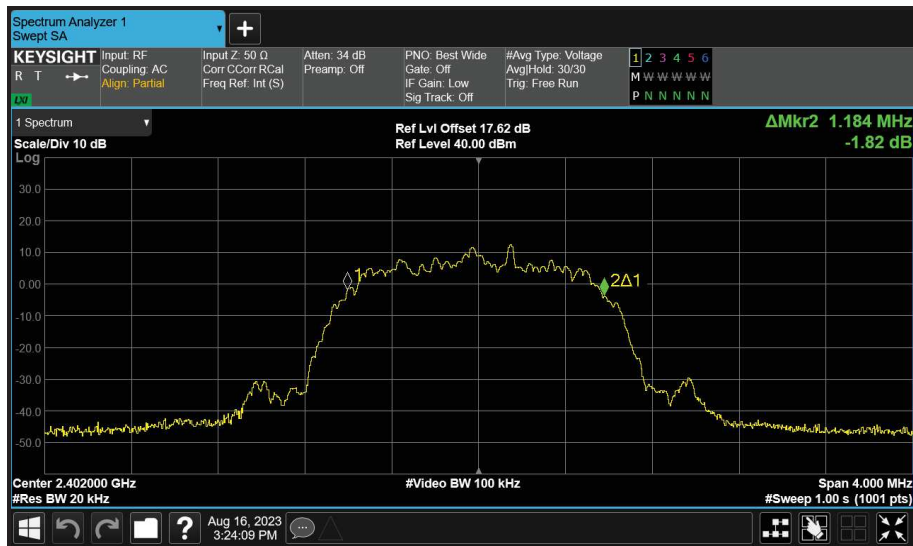 Spectrum Analyzer 1
Swept SA
+
KEYSIGHT
R T
LXI
Input: RF
Coupling: AC
Align: Partial
Input Z: 50 Ω
Corr CCorr RCal
Freq Ref: Int (S)
Atten: 34 dB
Preamp: Off
PNO: Best Wide
Gate: Off
IF Gain: Low
Sig Track: Off
#Avg Type: Voltage
Avg|Hold: 30/30
Trig: Free Run
1 2 3 4 5 6
M W W W W W
P N N N N N
1 Spectrum
Scale/Div 10 dB
Log
Ref Lvl Offset 17.62 dB
Ref Level 40.00 dBm
ΔMkr2 1.184 MHz
-1.82 dB
30.0
20.0
10.0
0.00
-10.0
-20.0
-30.0
-40.0
-50.0
1
2Δ1
Center 2.402000 GHz
#Res BW 20 kHz
#Video BW 100 kHz
Span 4.000 MHz
#Sweep 1.00 s (1001 pts)
?
Aug 16, 2023
3:24:09 PM